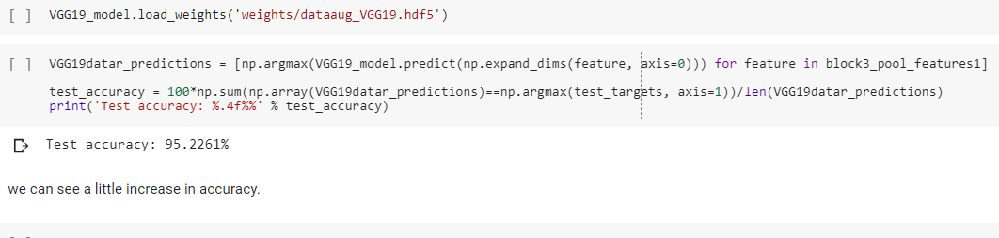 [ ] VGG19_model.load_weights('weights/dataaug_VGG19.hdf5')
[ ] VGG19datar_predictions = [np.argmax(VGG19_model.predict(np.expand_dims(feature, axis=0))) for feature in block3_pool_features1]
test_accuracy = 100*np.sum(np.array(VGG19datar_predictions)==np.argmax(test_targets, axis=1))/len(VGG19datar_predictions)
print('Test accuracy: %.4f%%' % test_accuracy)
Test accuracy: 95.2261%
we can see a little increase in accuracy.